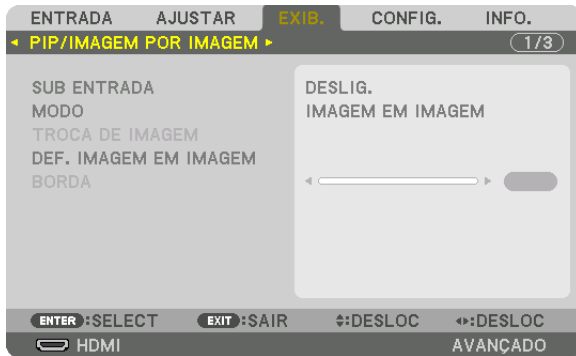 ENTRADA AJUSTAR EXIB. CONFIG. INFO.
PIP/IMAGEM POR IMAGEM 1/3
SUB ENTRADA DESLIG.
MODO IMAGEM EM IMAGEM
TROCA DE IMAGEM
DEF. IMAGEM EM IMAGEM
BORDA
ENTER :SELECT EXIT :SAIR :DESLOC :DESLOC
HDMI AVANÇADO